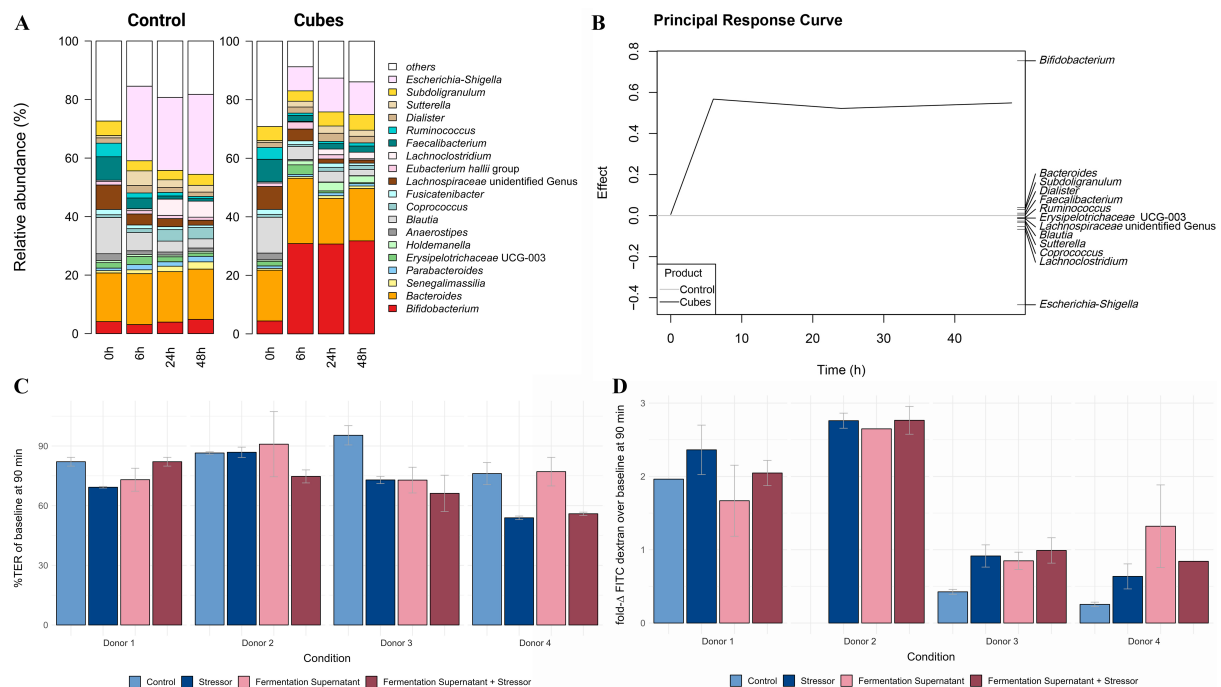 A
Control
Cubes
Relative abundance (%)
100
80
60
40
20
0
0h
6h
24h
48h
100
80
60
40
20
0
0h
6h
24h
48h
others
Escherichia-Shigella
Subdoligranulum
Sutterella
Dialister
Ruminococcus
Faecalibacterium
Lachnoclostridium
Eubacterium hallii group
Lachnospiraceae unidentified Genus
Fusicatenibacter
Coprococcus
Blautia
Anaerostipes
Holdemanella
Erysipelotrichaceae UCG-003
Parabacteroides
Senegalimassilia
Bacteroides
Bifidobacterium
B
Principal Response Curve
Effect
0.8
0.6
0.4
0.2
0.0
−0.2
−0.4
Product
Control
Cubes
0
10
20
30
40
Time (h)
Bifidobacterium
Bacteroides
Subdoligranulum
Dialister
Faecalibacterium
Ruminococcus
Erysipelotrichaceae UCG-003
Lachnospiraceae unidentified Genus
Blautia
Sutterella
Coprococcus
Lachnoclostridium
Escherichia-Shigella
C
%TER of baseline at 90 min
90
60
30
0
Donor 1
Donor 2
Donor 3
Donor 4
Condition
Control
Stressor
Fermentation Supernatant
Fermentation Supernatant + Stressor
D
fold-Δ FITC dextran over baseline at 90 min
3
2
1
0
Donor 1
Donor 2
Donor 3
Donor 4
Condition
Control
Stressor
Fermentation Supernatant
Fermentation Supernatant + Stressor